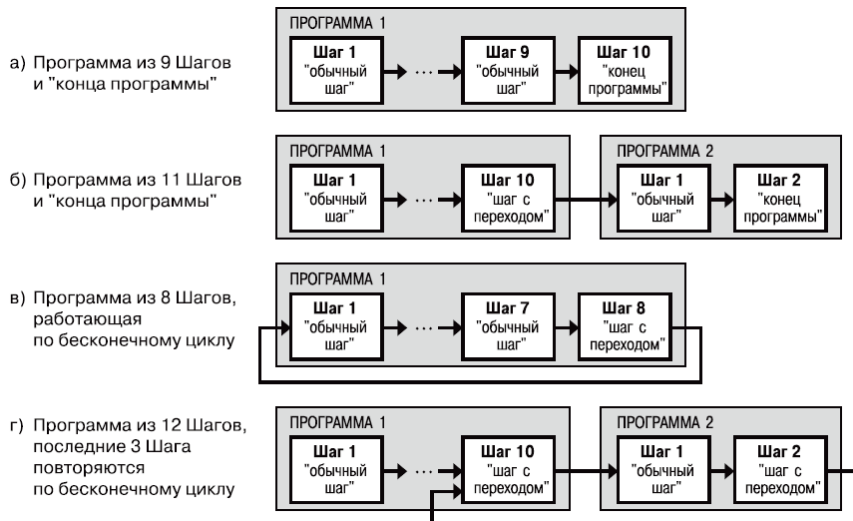 ПРОГРАММА 1
а) Программа из 9 Шагов
и "конца программы"
Шаг 1
"обычный
шаг"
...
Шаг 9
"обычный
шаг"
Шаг 10
"конец
программы"
ПРОГРАММА 1
ПРОГРАММА 2
б) Программа из 11 Шагов
и "конца программы"
Шаг 1
"обычный
шаг"
...
Шаг 10
"шаг с
переходом"
Шаг 1
"обычный
шаг"
Шаг 2
"конец
программы"
ПРОГРАММА 1
в) Программа из 8 Шагов,
работающая
по бесконечному циклу
Шаг 1
"обычный
шаг"
...
Шаг 7
"обычный
шаг"
Шаг 8
"шаг с
переходом"
ПРОГРАММА 1
ПРОГРАММА 2
г) Программа из 12 Шагов,
последние 3 Шага
повторяются
по бесконечному циклу
Шаг 1
"обычный
шаг"
...
Шаг 10
"шаг с
переходом"
Шаг 1
"обычный
шаг"
Шаг 2
"шаг с
переходом"